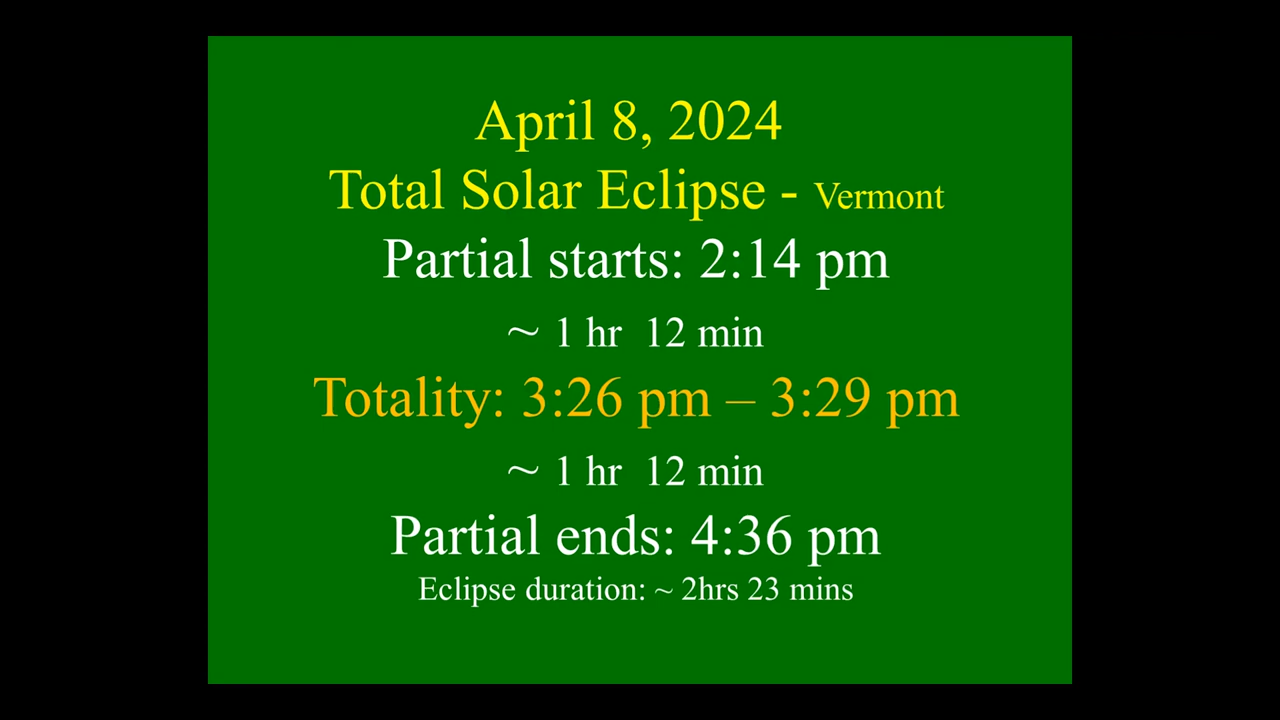 April 8, 2024
Total Solar Eclipse - Vermont
Partial starts: 2:14 pm
~ 1 hr  12 min
Totality: 3:26 pm – 3:29 pm
~ 1 hr  12 min
Partial ends: 4:36 pm
Eclipse duration: ~ 2hrs 23 mins